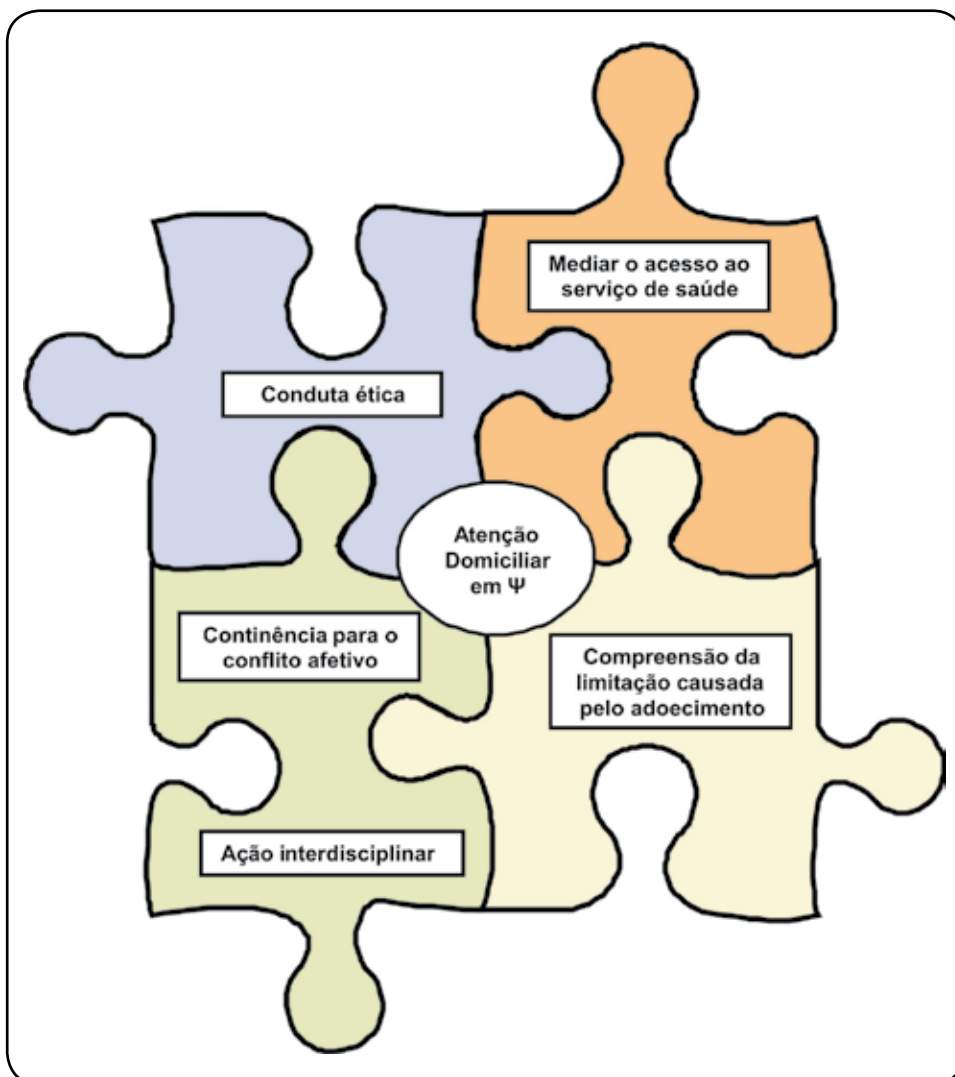 Mediar o acesso ao
serviço de saúde
Conduta ética
Atenção
Domiciliar
em Ψ
Continência para o
conflito afetivo
Compreensão da
limitação causada
pelo adoecimento
Ação interdisciplinar